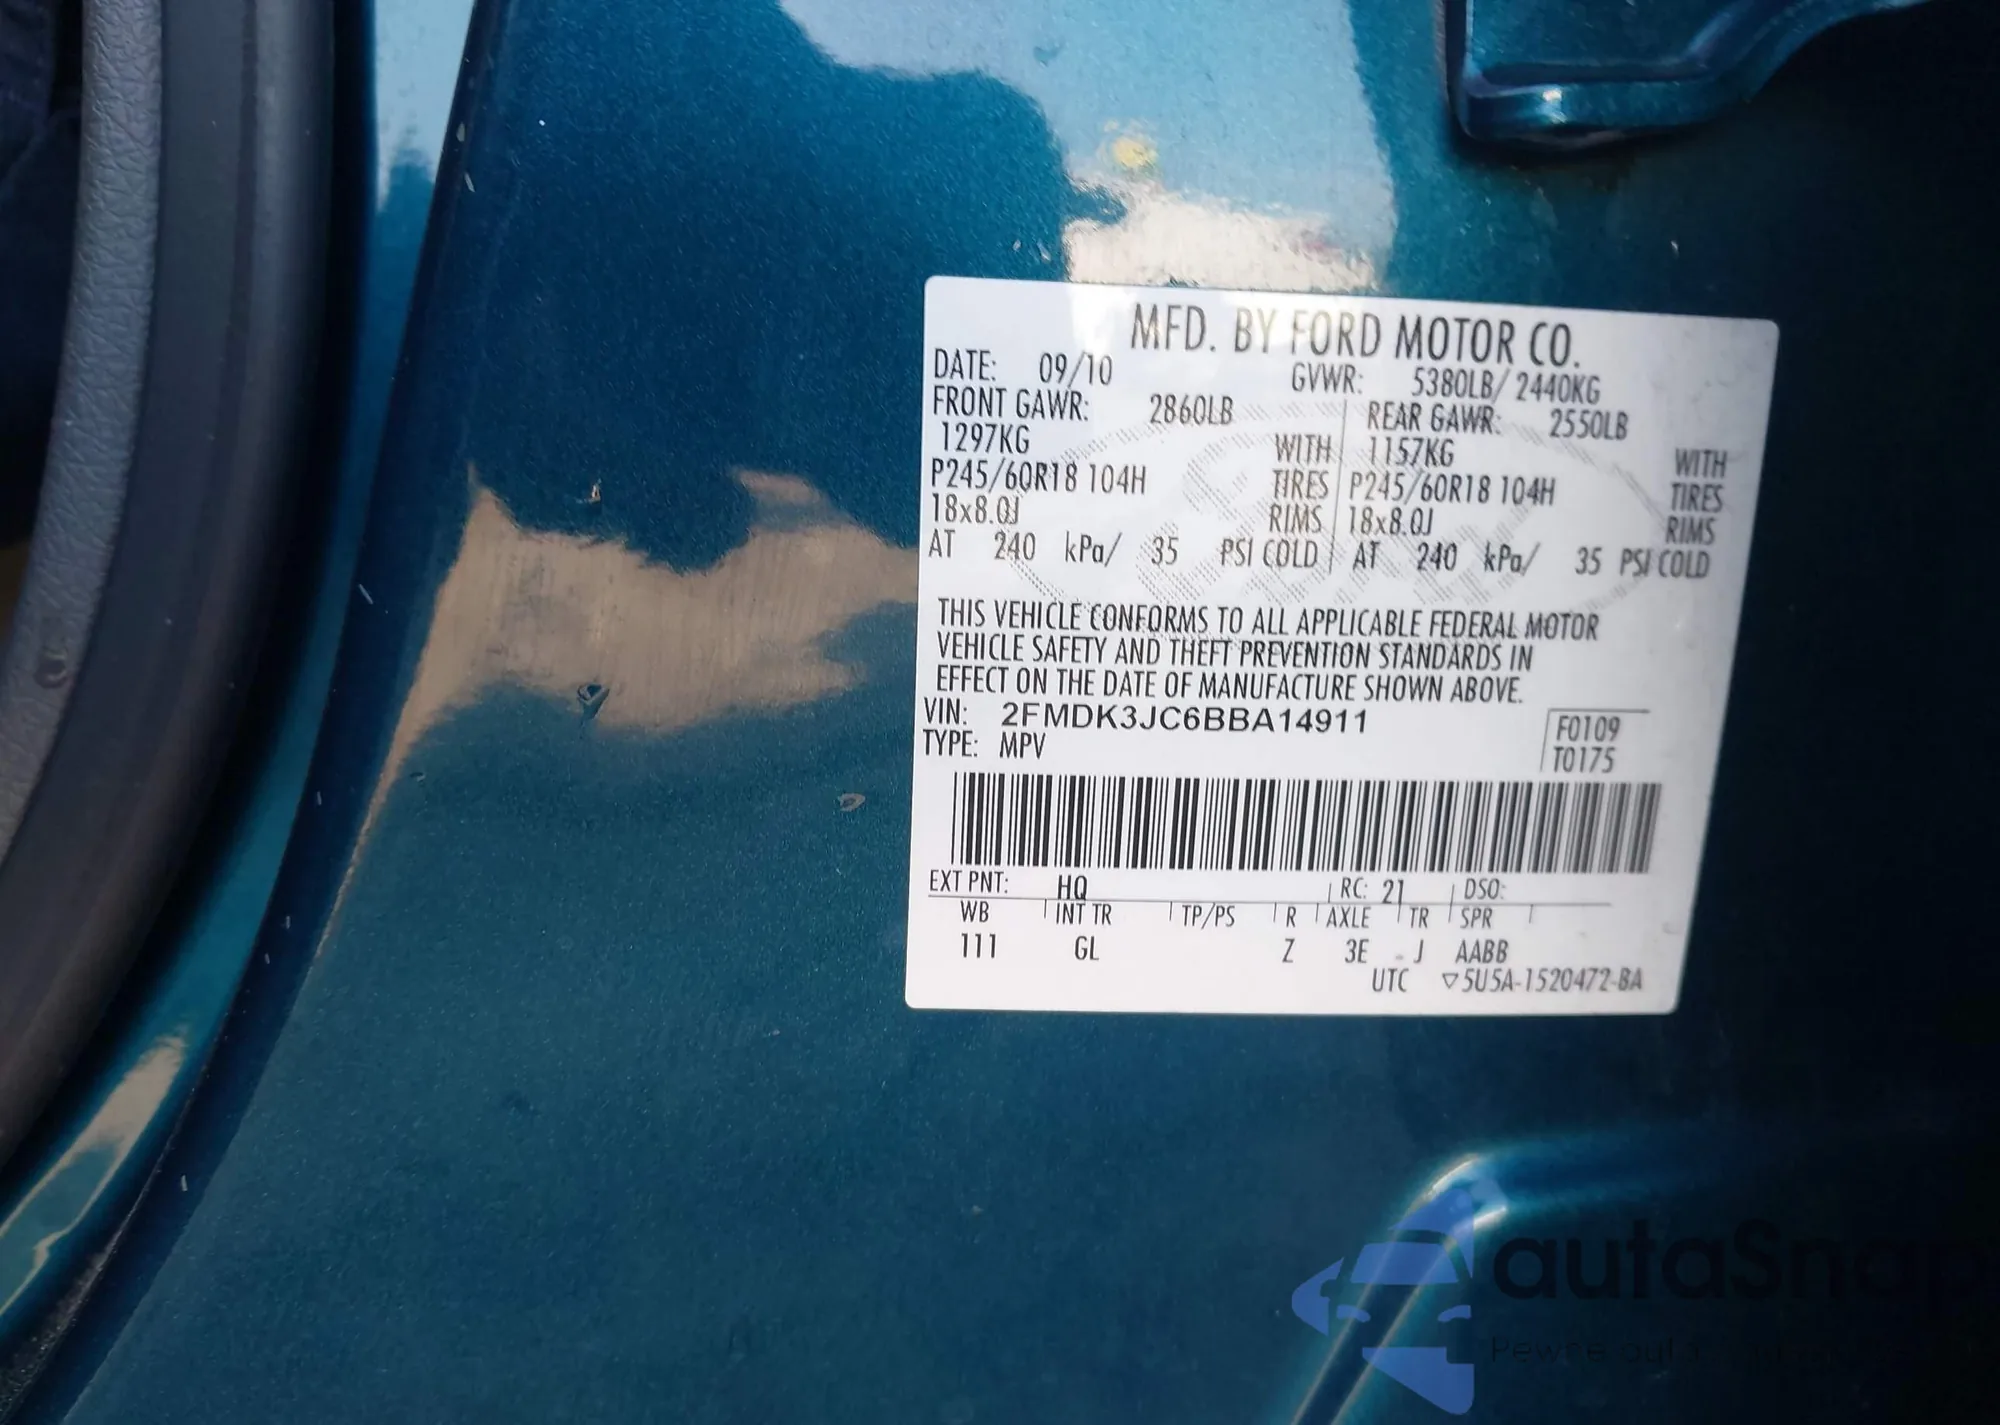 MFD. BY FORD MOTOR CO.
DATE: 09/10 GVWR: 5380LB/ 2440KG
FRONT GAWR: 2860LB REAR GAWR: 2550LB
1297KG WITH 1157KG WITH
P245/60R18 104H TIRES P245/60R18 104H TIRES
18x8.0J RIMS 18x8.0J RIMS
AT 240 kPa/ 35 PSI COLD AT 240 kPa/ 35 PSI COLD
THIS VEHICLE CONFORMS TO ALL APPLICABLE FEDERAL MOTOR
VEHICLE SAFETY AND THEFT PREVENTION STANDARDS IN
EFFECT ON THE DATE OF MANUFACTURE SHOWN ABOVE.
VIN: 2FMDK3JC6BBA14911 F0109
TYPE: MPV T0175
EXT PNT: HQ RC: 21 DSO:
WB INT TR TP/PS R AXLE TR SPR
111 GL Z 3E J AABB
UTC ▽5U5A-1520472-BA
autaSnap
Pewne auta